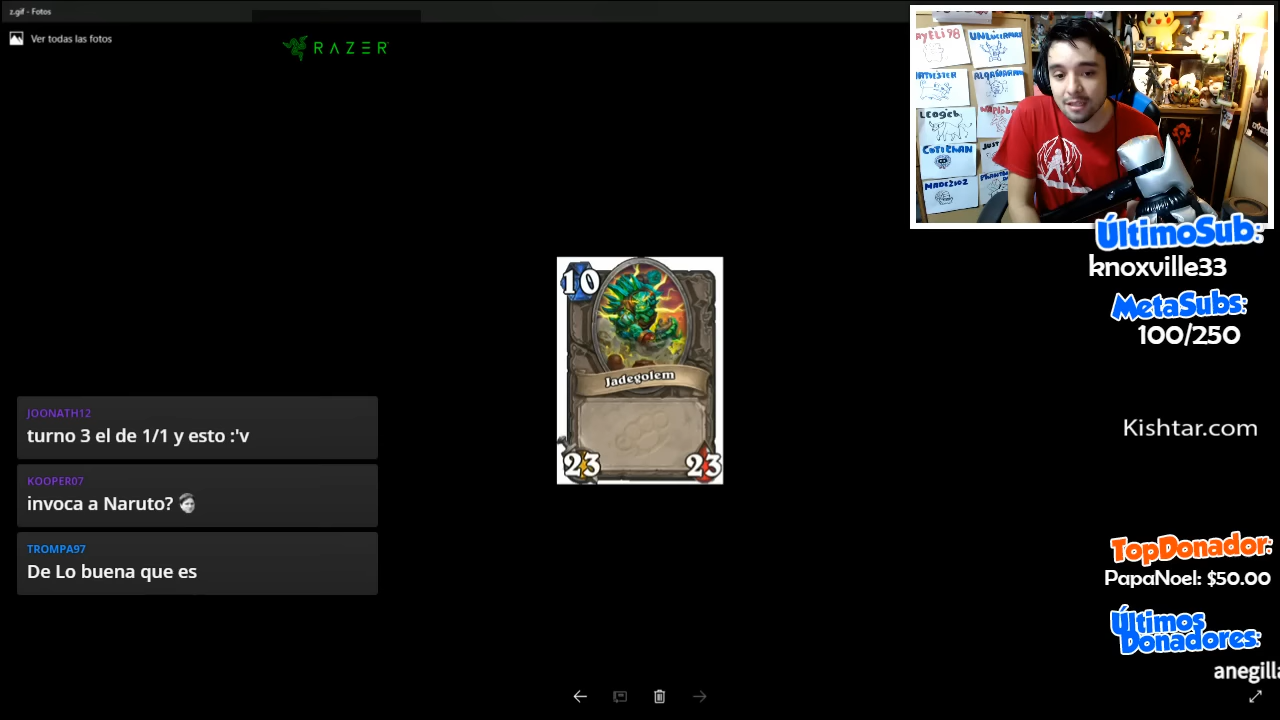 z.gif - Fotos
Ver todas las fotos
RAZER
10
Jadegolem
23
23
JOONATH12
turno 3 el de 1/1 y esto :'v
KOOPER07
invoca a Naruto?
TROMPA97
De Lo buena que es
COTIEHAN
ÚltimoSub:
knoxville33
MetaSubs:
100/250
Kishtar.com
TopDonador:
PapaNoel: $50.00
Últimos
Donadores:
anegilla